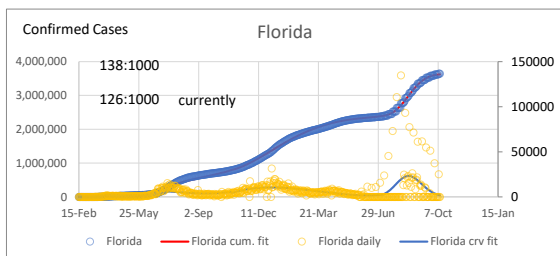 Confirmed Cases
Florida
4,000,000
3,000,000
2,000,000
1,000,000
0
138:1000
126:1000 currently
150000
100000
50000
0
15-Feb 25-May 2-Sep 11-Dec 21-Mar 29-Jun 7-Oct 15-Jan
Florida Florida cum. fit Florida daily Florida crv fit